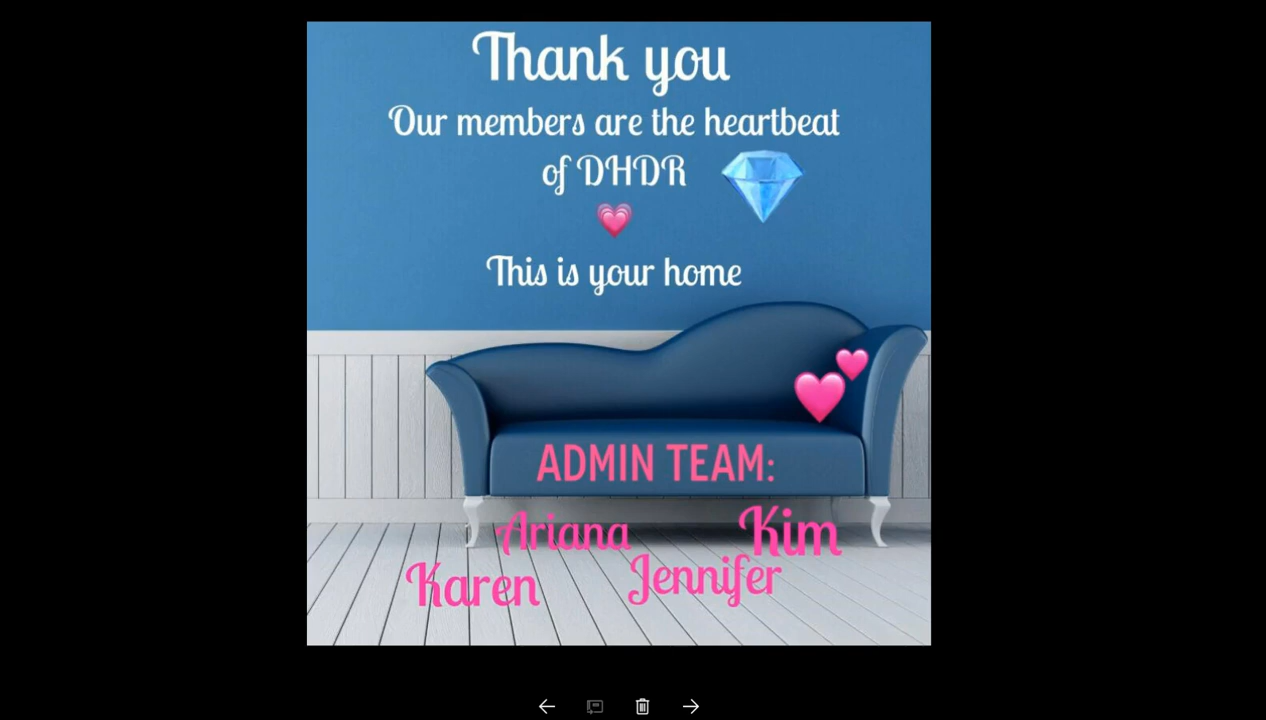 Thank you
Our members are the heartbeat
of DHDR
This is your home
ADMIN TEAM:
Ariana Kim
Karen Jennifer